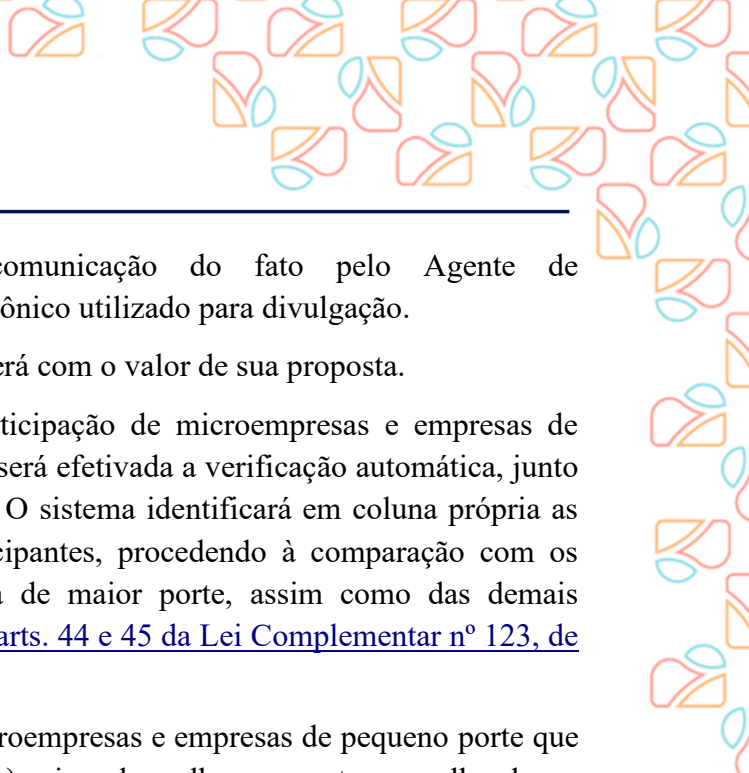 comunicação do fato pelo Agente de
ônico utilizado para divulgação.
erá com o valor de sua proposta.
ticipação de microempresas e empresas de
será efetivada a verificação automática, junto
O sistema identificará em coluna própria as
cipantes, procedendo à comparação com os
de maior porte, assim como das demais
arts. 44 e 45 da Lei Complementar nº 123, de
roempresas e empresas de pequeno porte que